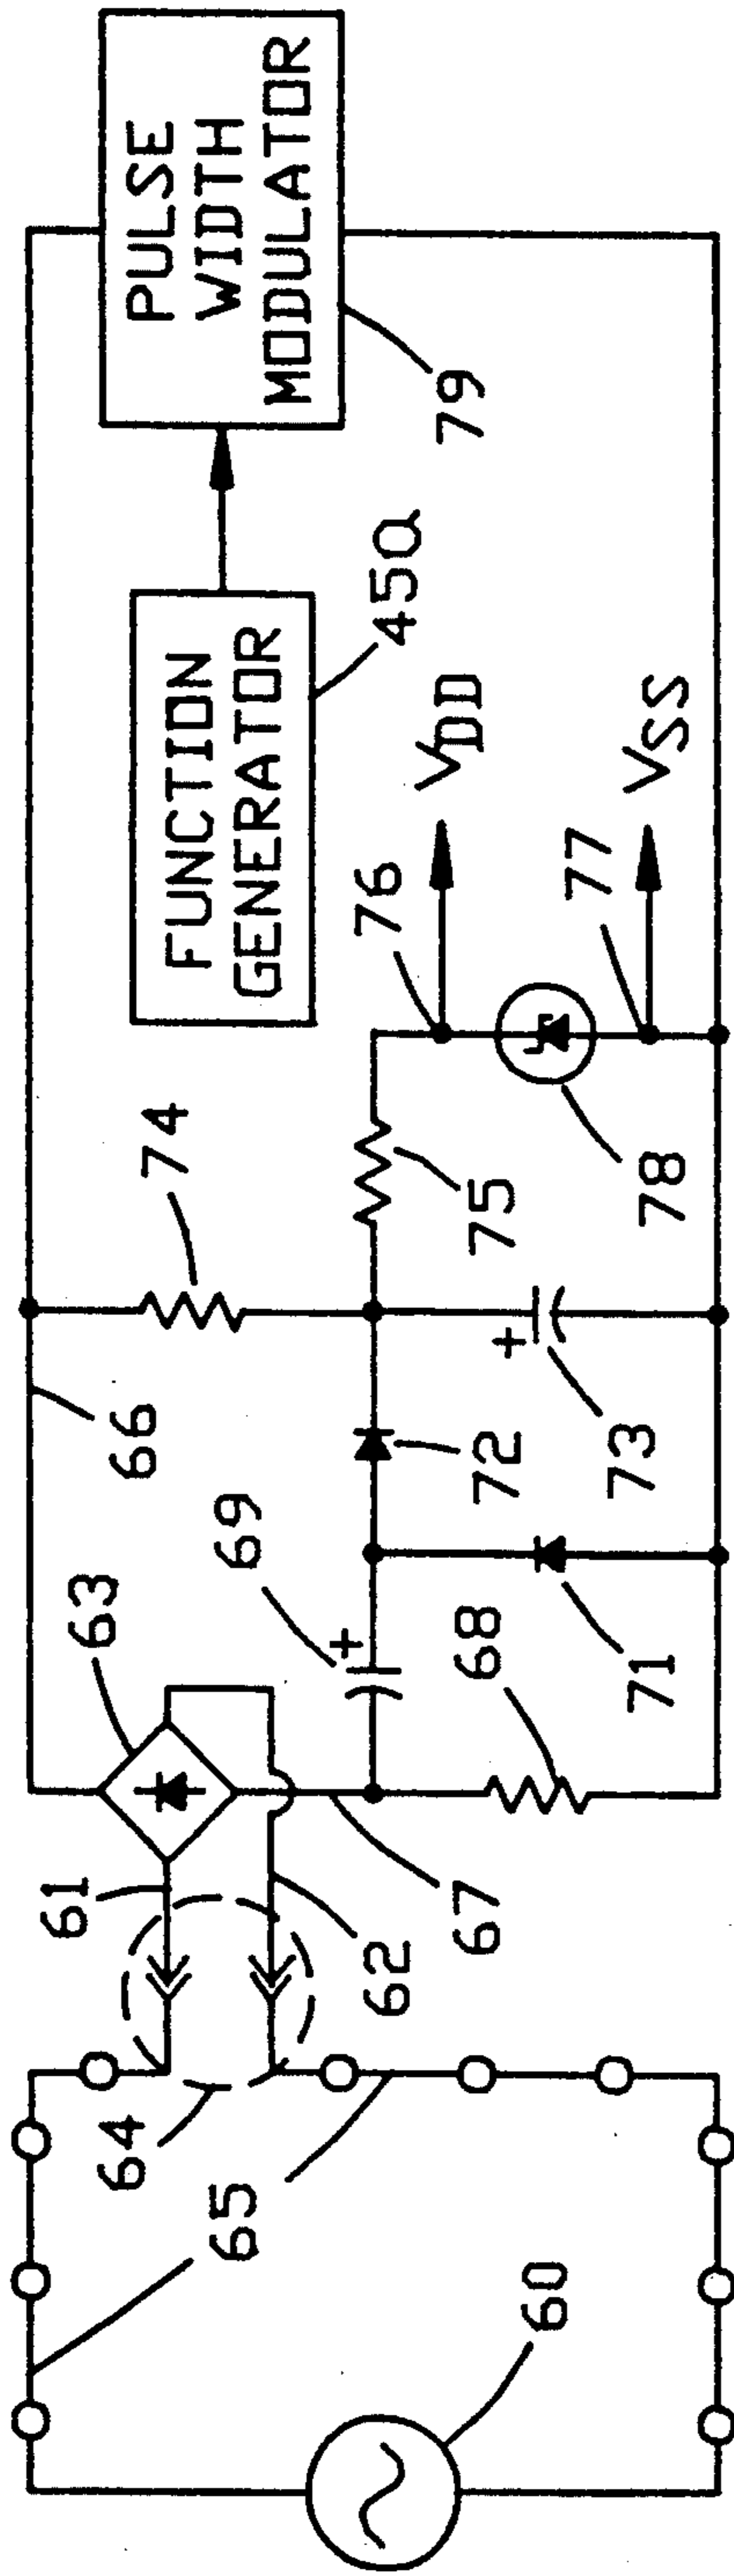 PULSE
WIDTH
MODULATOR
79
FUNCTION
GENERATOR
45Q
66
74
63
61
64
65
60
62
67
69
68
72
71
73
75
76
78
77
VDD
VSS
+
+